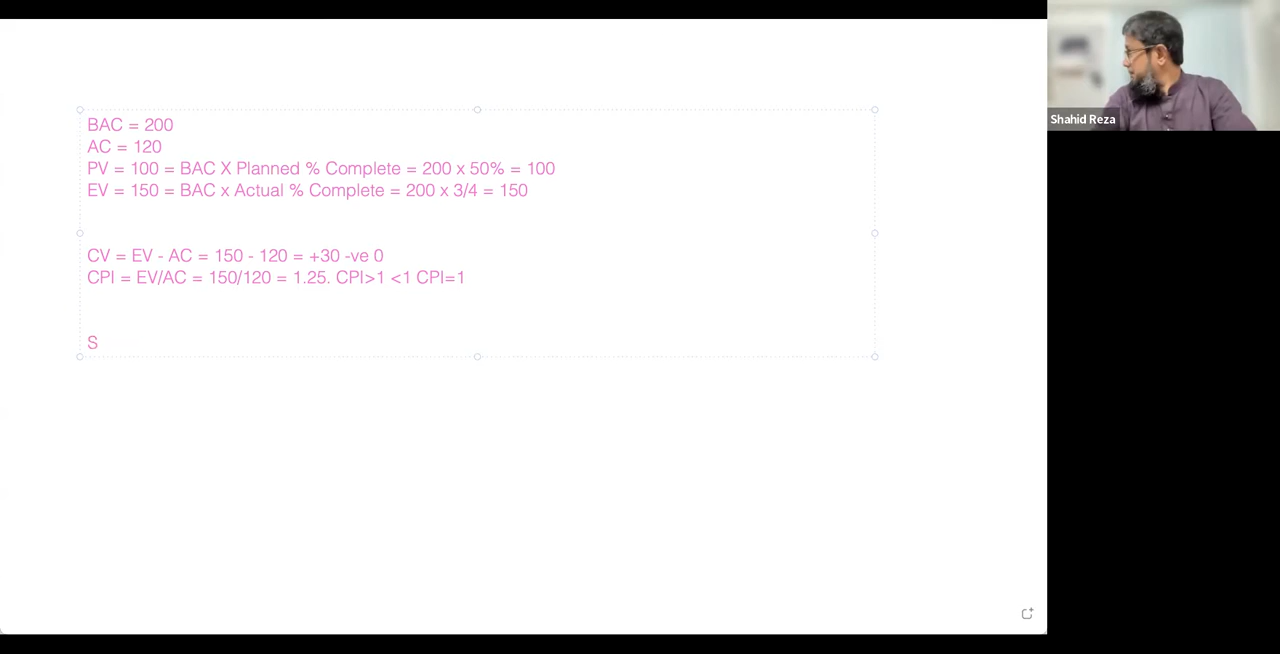 BAC = 200
AC = 120
PV = 100 = BAC X Planned % Complete = 200 x 50% = 100
EV = 150 = BAC x Actual % Complete = 200 x 3/4 = 150
CV = EV - AC = 150 - 120 = +30 -ve 0
CPI = EV/AC = 150/120 = 1.25. CPI>1 <1 CPI=1
S
Shahid Reza